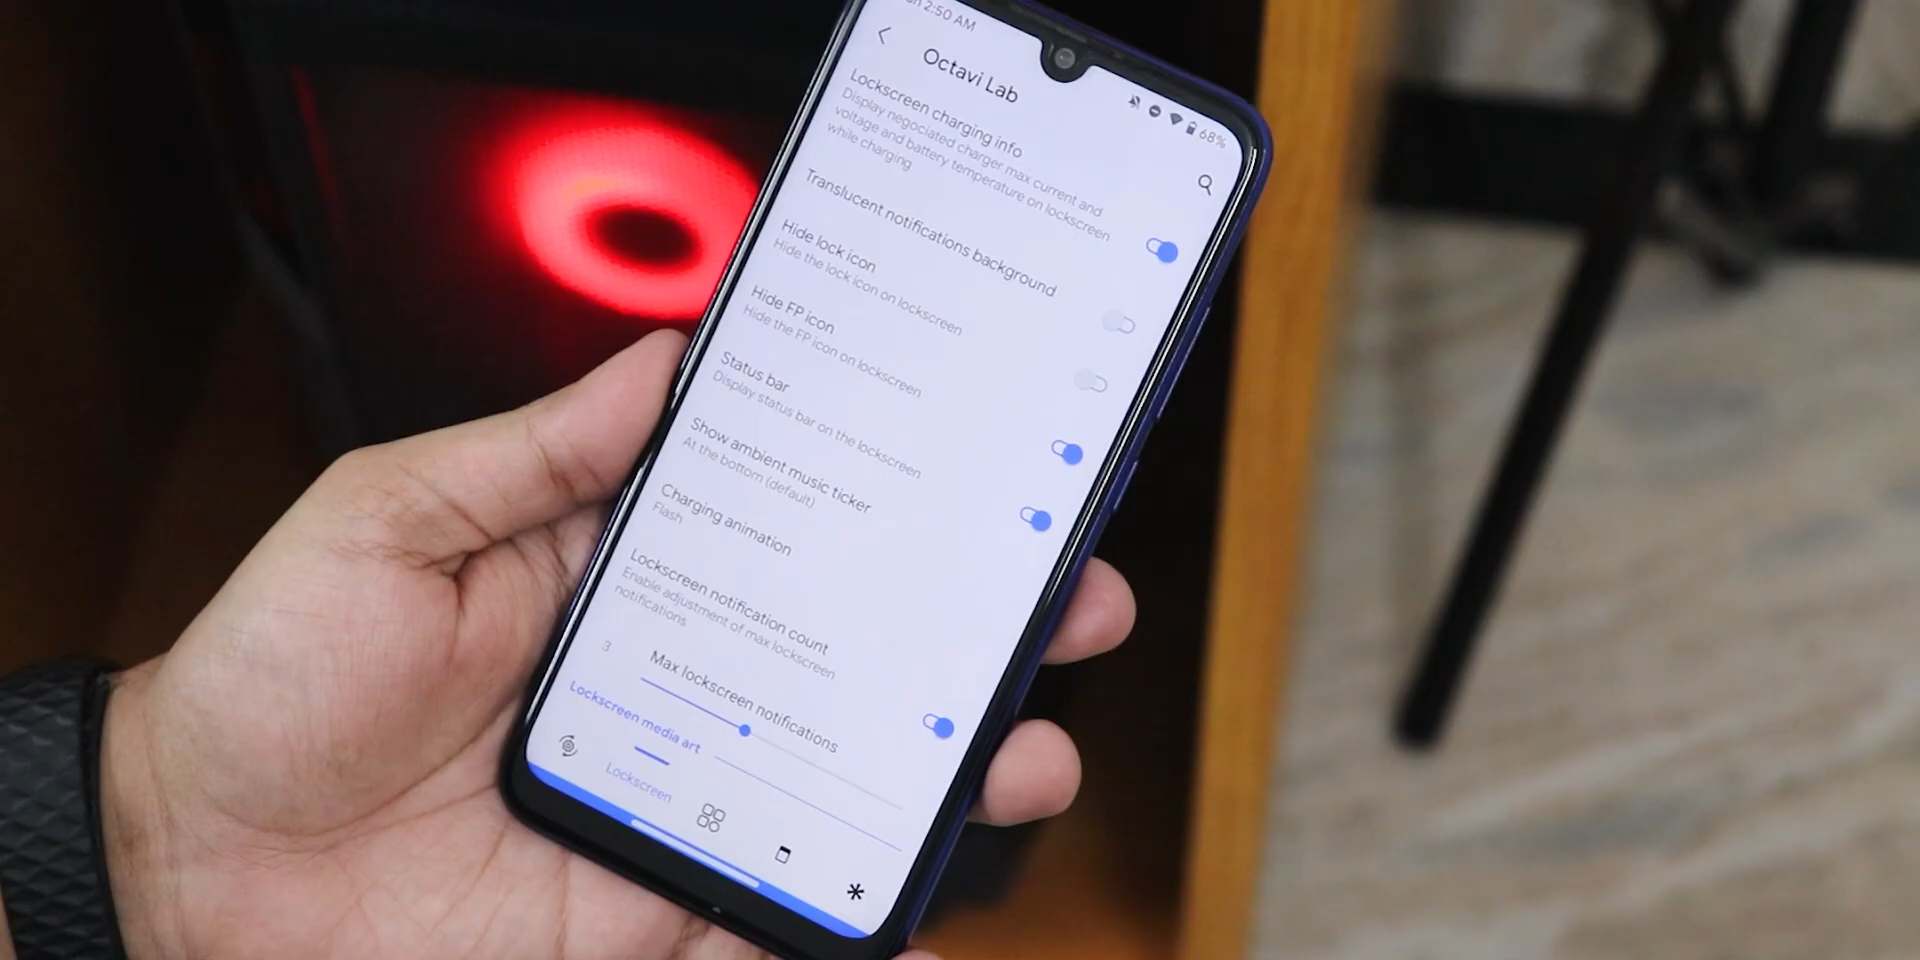 2:50 AM
68%
Octavi Lab
Lockscreen charging info
Display negociated charger max current and
voltage and battery temperature on lockscreen
while charging
Translucent notifications background
Hide lock icon
Hide the lock icon on lockscreen
Hide FP icon
Hide the FP icon on lockscreen
Status bar
Display status bar on the lockscreen
Show ambient music ticker
At the bottom (default)
Charging animation
Flash
Lockscreen notification count
Enable adjustment of max lockscreen
notifications
Max lockscreen notifications
3
Lockscreen media art
Lockscreen